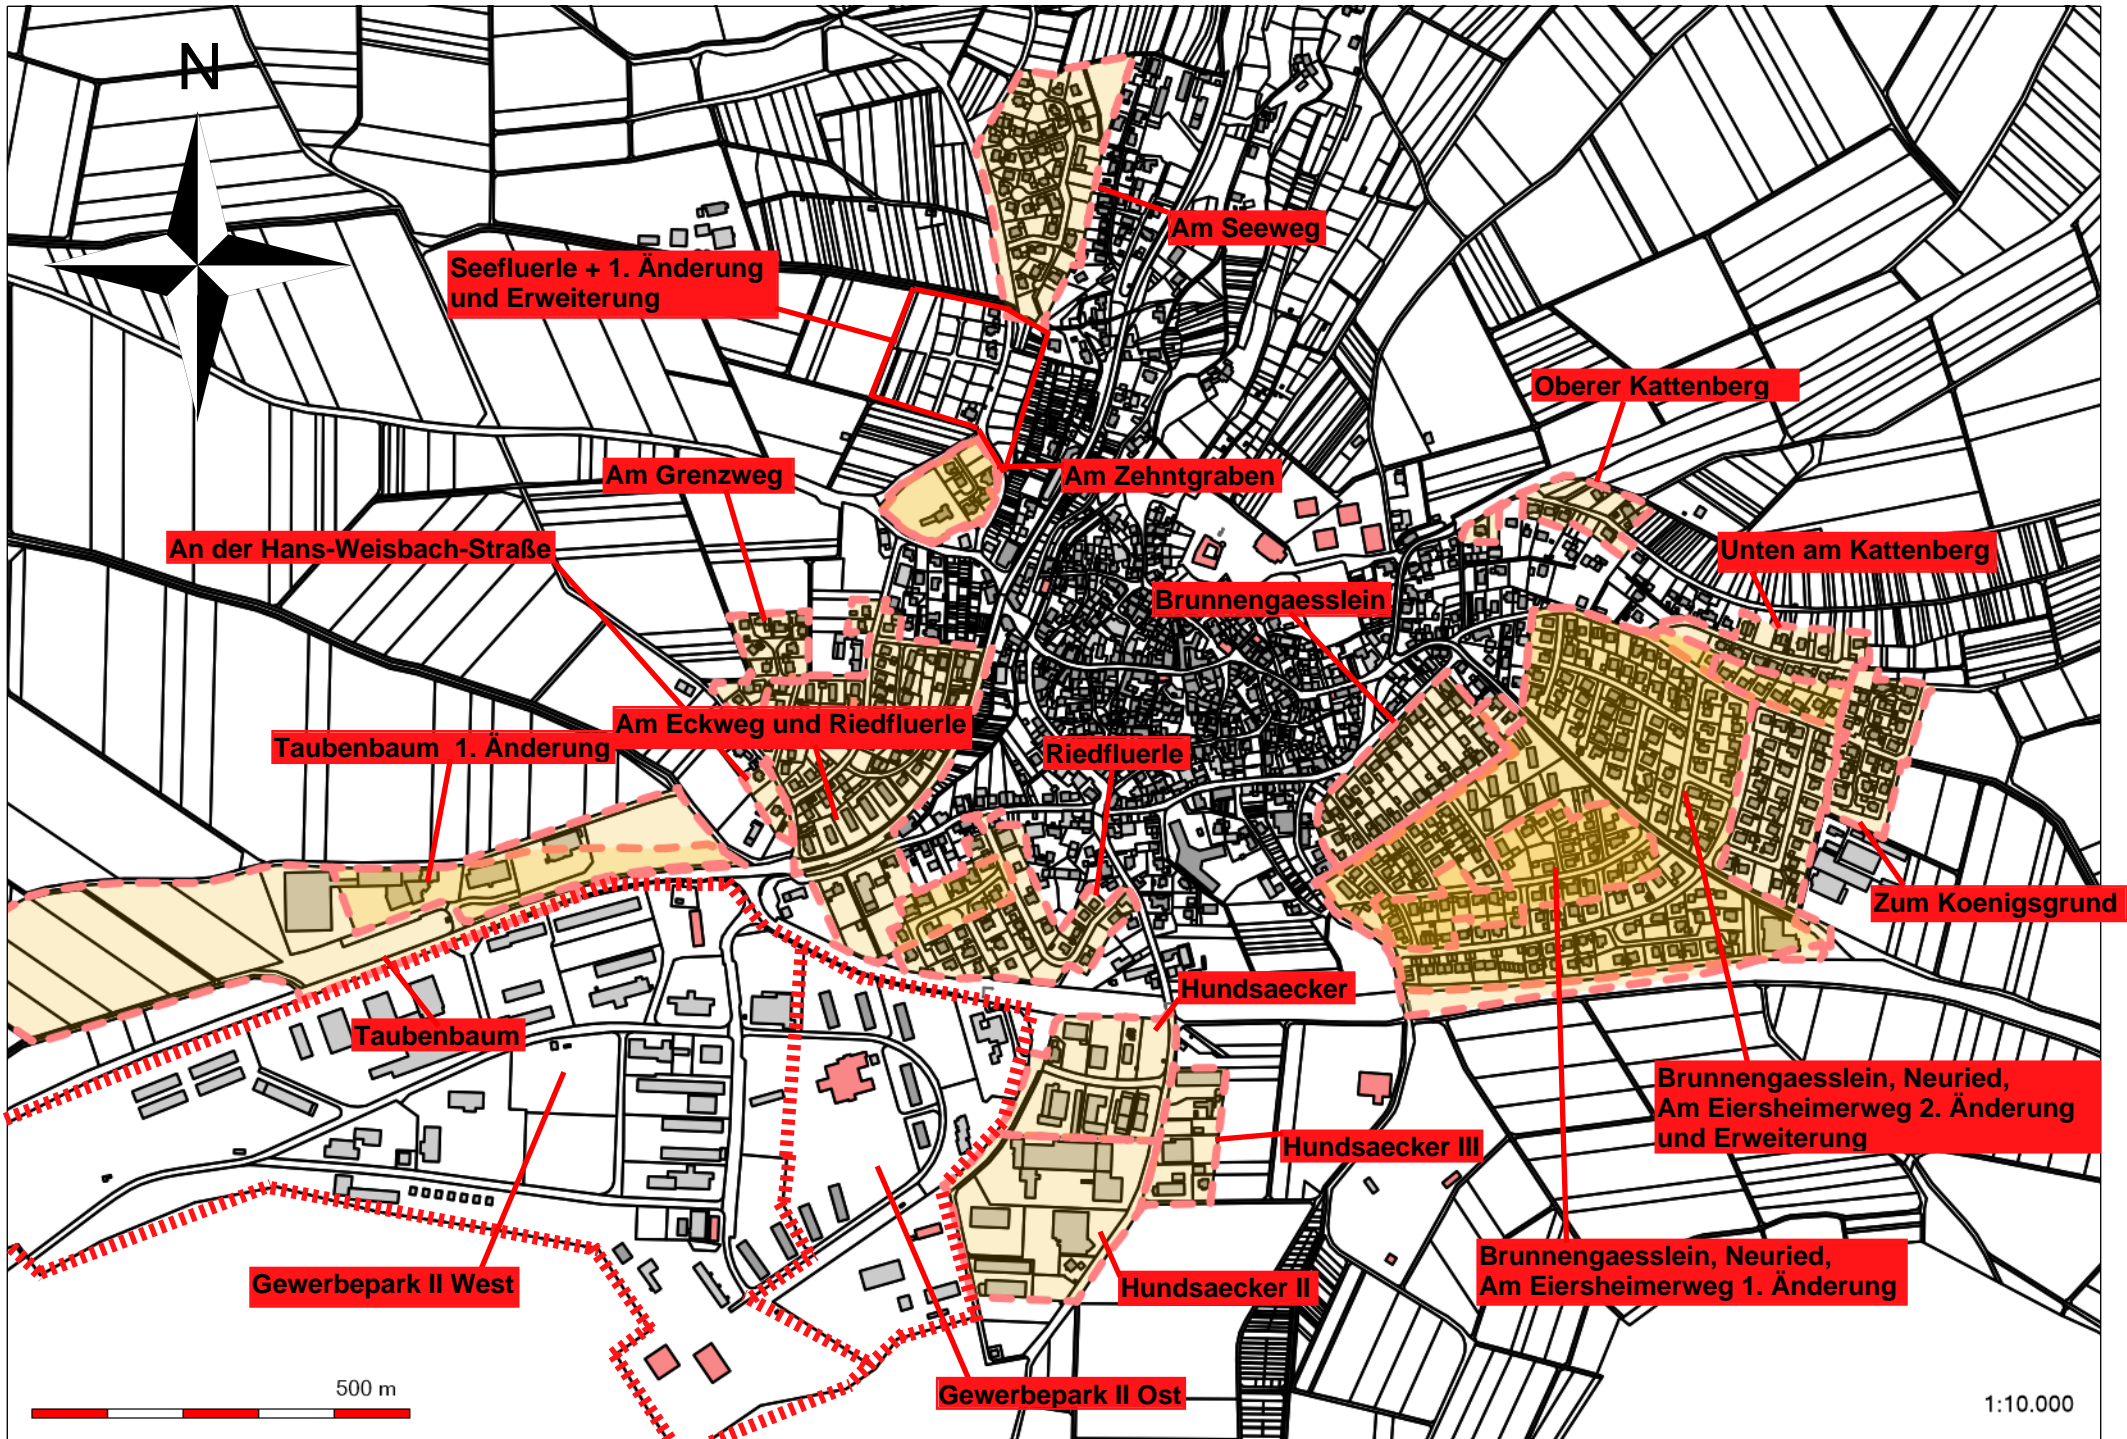 N
Am Seeweg
Seefluerle + 1. Änderung
und Erweiterung
Oberer Kattenberg
Am Grenzweg
Am Zehntgraben
An der Hans-Weisbach-Straße
Unten am Kattenberg
Brunnengaesslein
Am Eckweg und Riedfluerle
Taubenbaum 1. Änderung
Riedfluerle
Zum Koenigsgrund
Hundsaecker
Taubenbaum
Brunnengaesslein, Neuried,
Am Eiersheimerweg 2. Änderung
und Erweiterung
Hundsaecker III
Brunnengaesslein, Neuried,
Am Eiersheimerweg 1. Änderung
Gewerbepark II West
Hundsaecker II
Gewerbepark II Ost
500 m
1:10.000